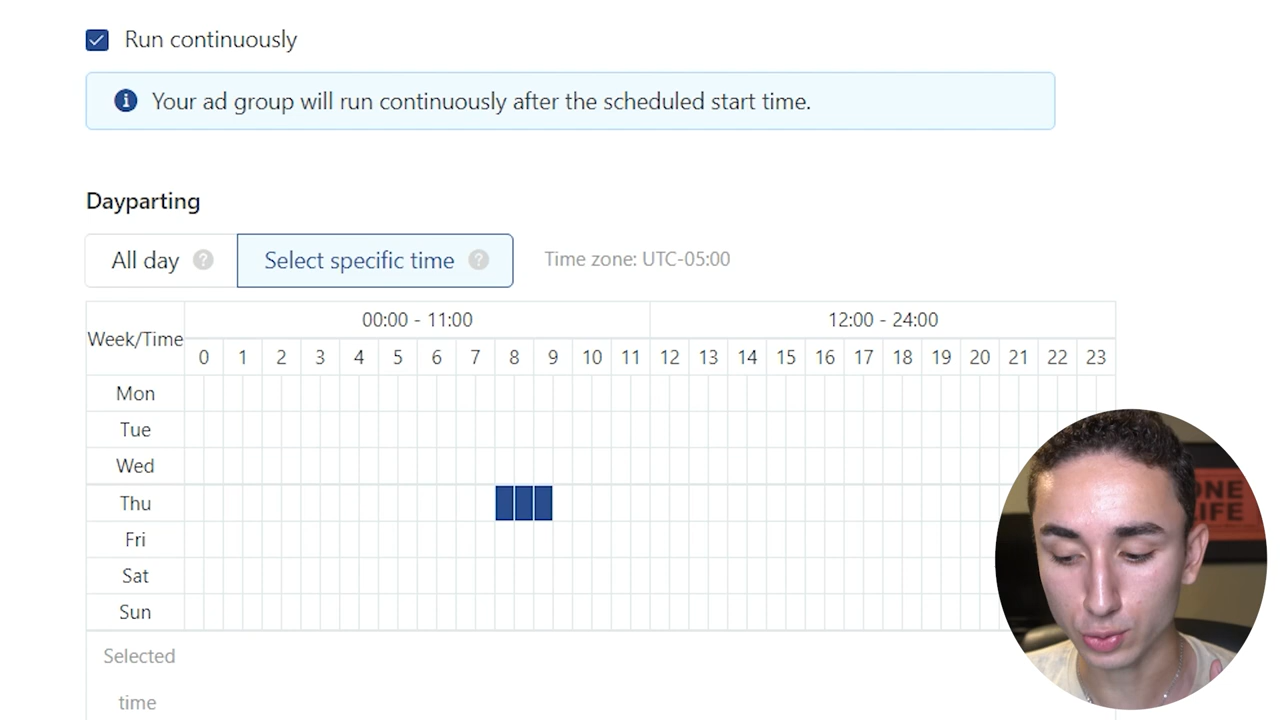 Run continuously
Your ad group will run continuously after the scheduled start time.
Dayparting
All day ? Select specific time ? Time zone: UTC-05:00
Week/Time 00:00 - 11:00 12:00 - 24:00
0 1 2 3 4 5 6 7 8 9 10 11 12 13 14 15 16 17 18 19 20 21 22 23
Mon
Tue
Wed
Thu
Fri
Sat
Sun
Selected
time
ONE
LIFE